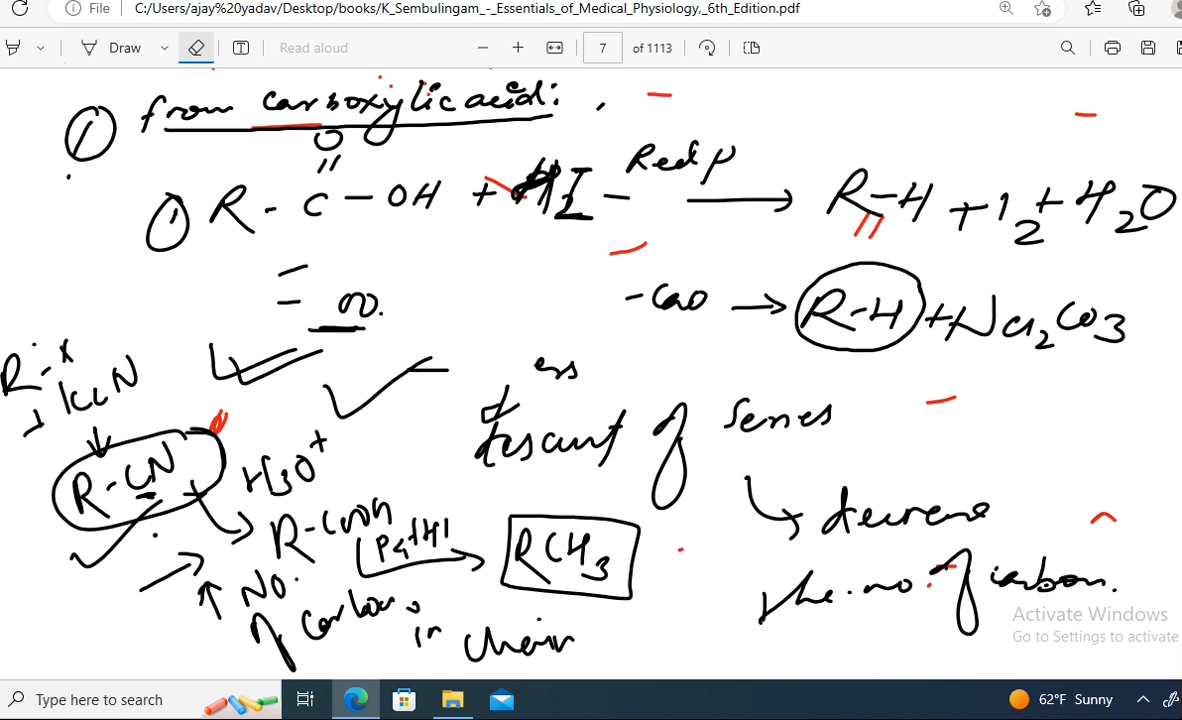 File C:/Users/ajay%20yadav/Desktop/books/K_Sembulingam_-_Essentials_of_Medical_Physiology,_6th_Edition.pdf
Draw Read aloud 7 of 1113
① from carboxylic acid:
O
① R - C - OH + HI - Red P → R-H + I2 + H2O
no.
- CaO → R-H + Na2CO3
R-X
KCN
R-CN
H3O+
R-COOH
P4+HI
RCH3
↑ No.
of carbon
in chain
of series
decrease
the no of carbon.
Activate Windows
Go to Settings to activate
Type here to search
62°F Sunny